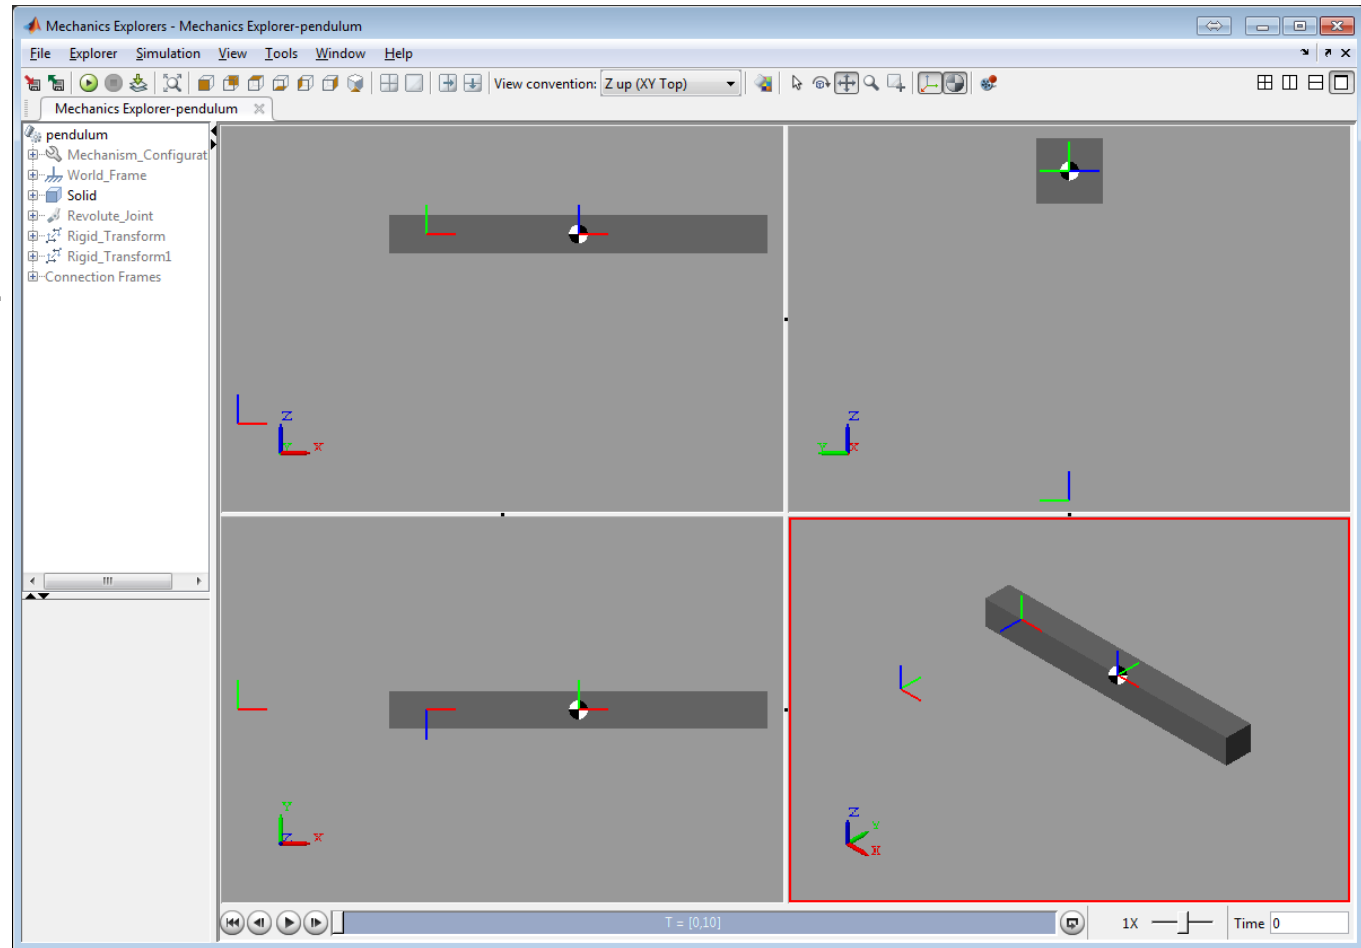 Mechanics Explorers - Mechanics Explorer-pendulum
File Explorer Simulation View Tools Window Help
View convention: Z up (XY Top)
Mechanics Explorer-pendulum
pendulum
Mechanism_Configurat
World_Frame
Solid
Revolute_Joint
Rigid_Transform
Rigid_Transform1
Connection Frames
Z
Y X
Z
Y X
Y
Z X
Z
Y
X
T = [0,10]
1X
Time 0